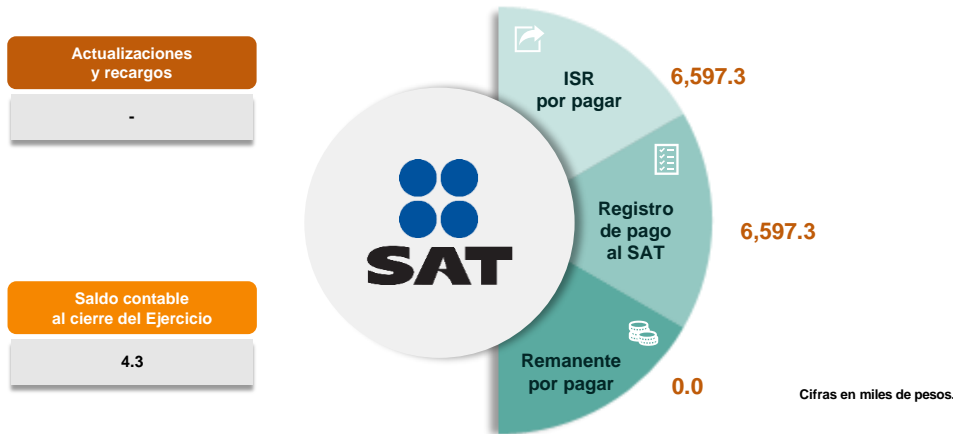 Actualizaciones
y recargos
-
Saldo contable
al cierre del Ejercicio
4.3
SAT
ISR
por pagar
6,597.3
Registro
de pago
al SAT
6,597.3
Remanente
por pagar
0.0
Cifras en miles de pesos.